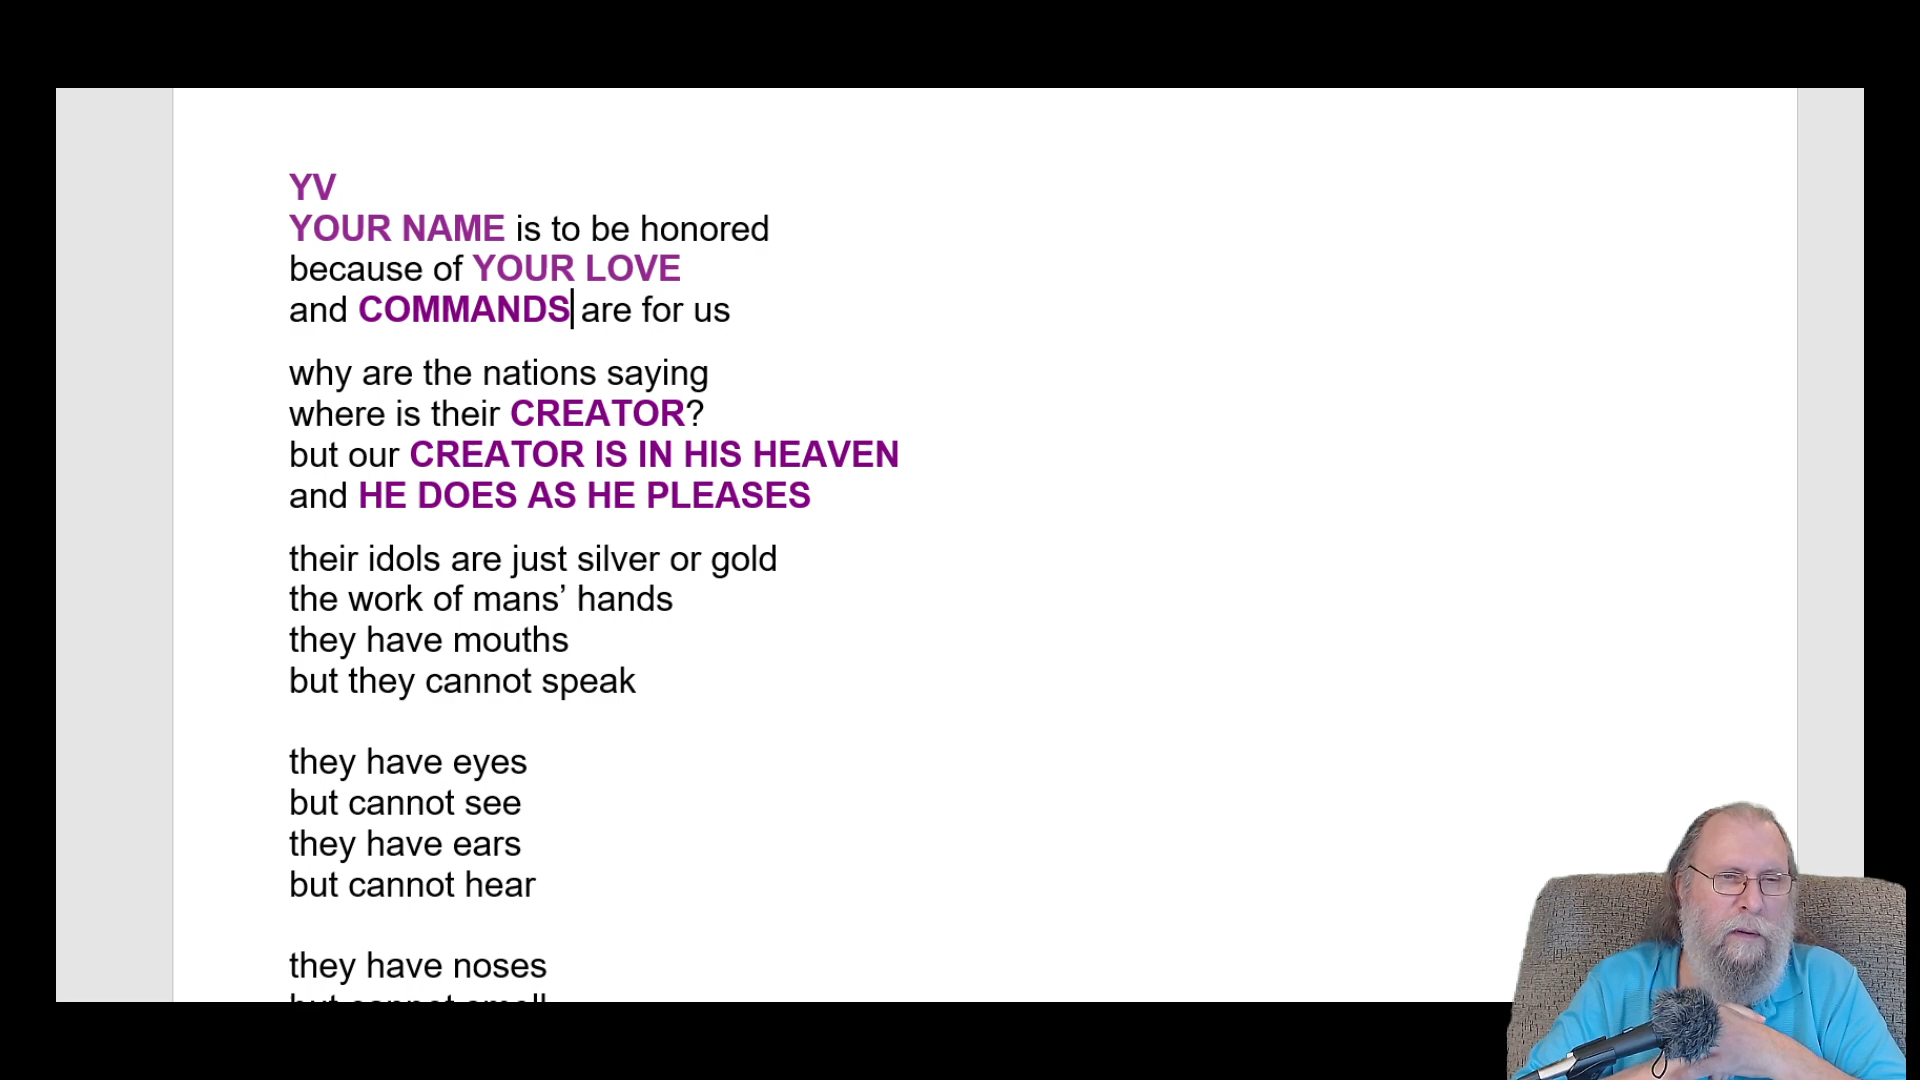 YV
YOUR NAME is to be honored
because of YOUR LOVE
and COMMANDS are for us
why are the nations saying
where is their CREATOR?
but our CREATOR IS IN HIS HEAVEN
and HE DOES AS HE PLEASES
their idols are just silver or gold
the work of mans’ hands
they have mouths
but they cannot speak
they have eyes
but cannot see
they have ears
but cannot hear
they have noses
but cannot smell